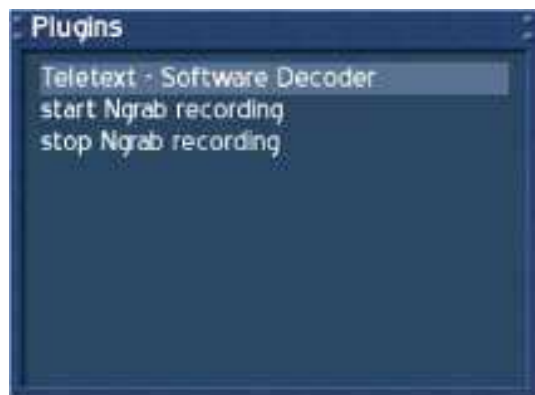 Plugins
Teletext - Software Decoder
start Ngrab recording
stop Ngrab recording